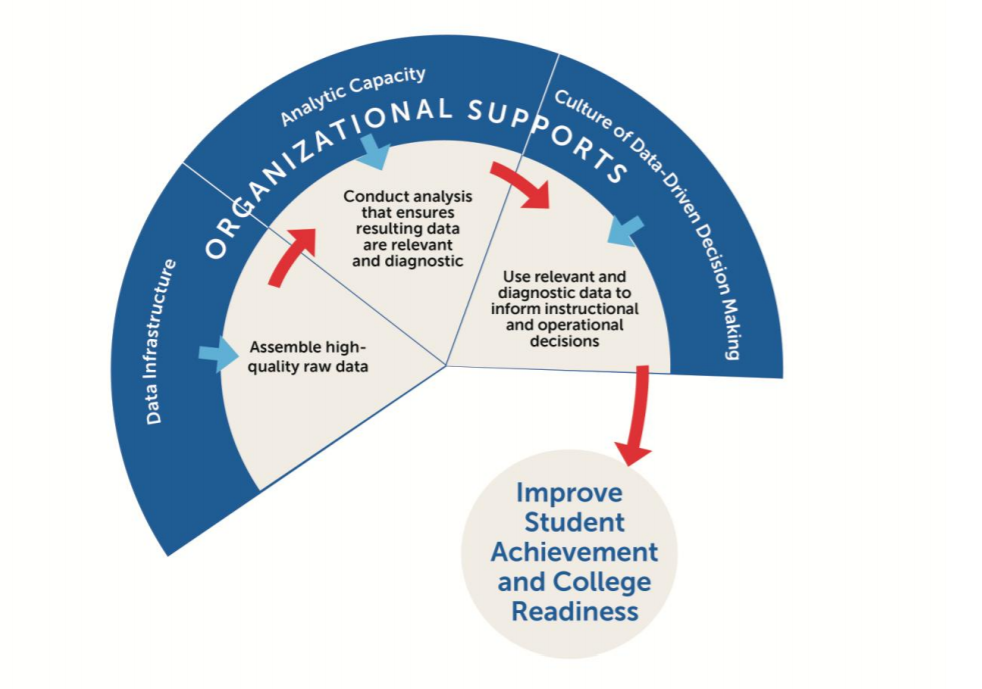 ORGANIZATIONAL SUPPORTS
Data Infrastructure
Analytic Capacity
Culture of Data-Driven Decision Making
Assemble high-
quality raw data
Conduct analysis
that ensures
resulting data
are relevant
and diagnostic
Use relevant and
diagnostic data to
inform instructional
and operational
decisions
Improve
Student
Achievement
and College
Readiness